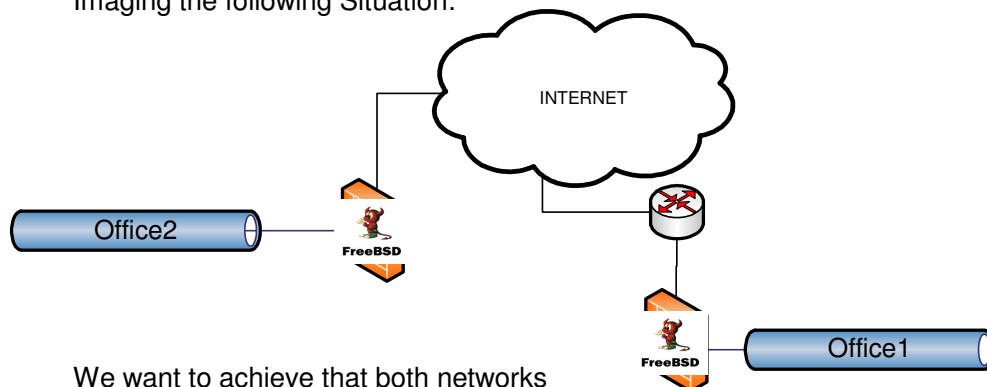 Imaging the following Situation:
INTERNET
Office2
FreeBSD
Office1
FreeBSD
We want to achieve that both networks